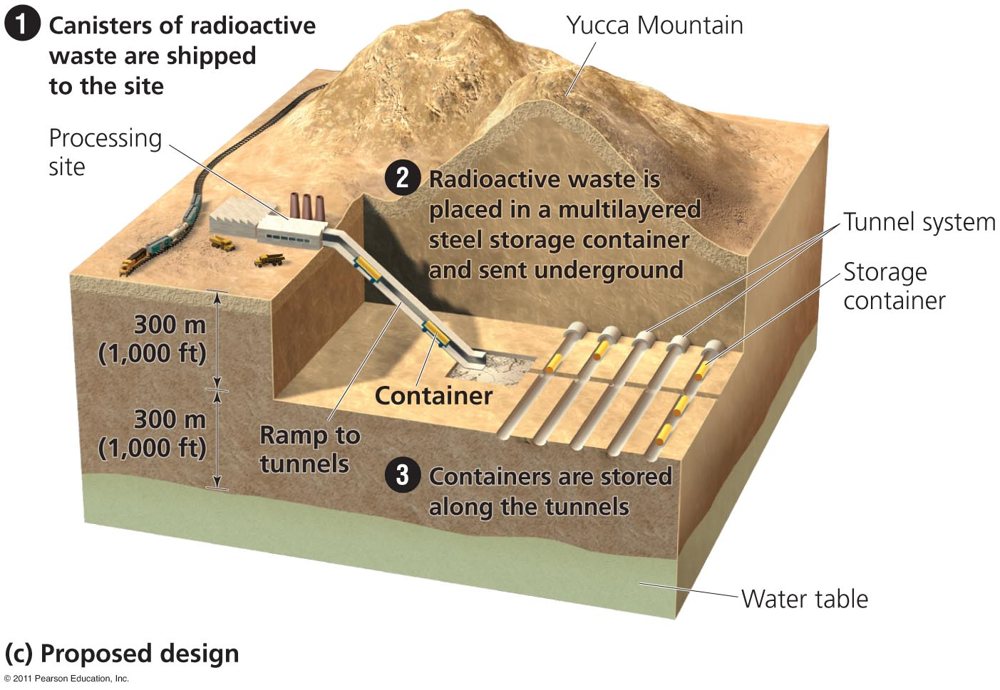 1 Canisters of radioactive
waste are shipped
to the site
Yucca Mountain
Processing
site
2 Radioactive waste is
placed in a multilayered
steel storage container
and sent underground
Tunnel system
Storage
container
300 m
(1,000 ft)
Container
300 m
(1,000 ft)
Ramp to
tunnels
3 Containers are stored
along the tunnels
Water table
(c) Proposed design
© 2011 Pearson Education, Inc.